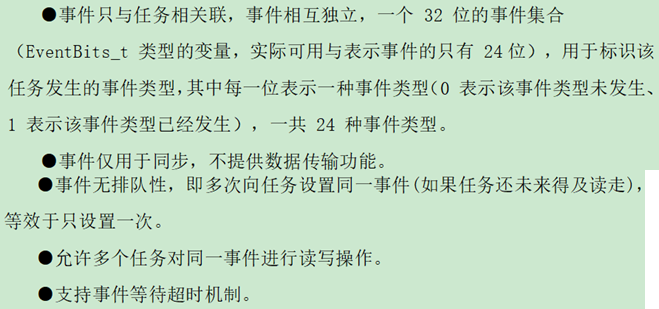 ●事件只与任务相关联，事件相互独立，一个 32 位的事件集合
（EventBits_t 类型的变量，实际可用与表示事件的只有 24位），用于标识该
任务发生的事件类型，其中每一位表示一种事件类型（0 表示该事件类型未发生、
1 表示该事件类型已经发生），一共 24 种事件类型。
●事件仅用于同步，不提供数据传输功能。
●事件无排队性，即多次向任务设置同一事件(如果任务还未来得及读走)，
等效于只设置一次。
●允许多个任务对同一事件进行读写操作。
●支持事件等待超时机制。